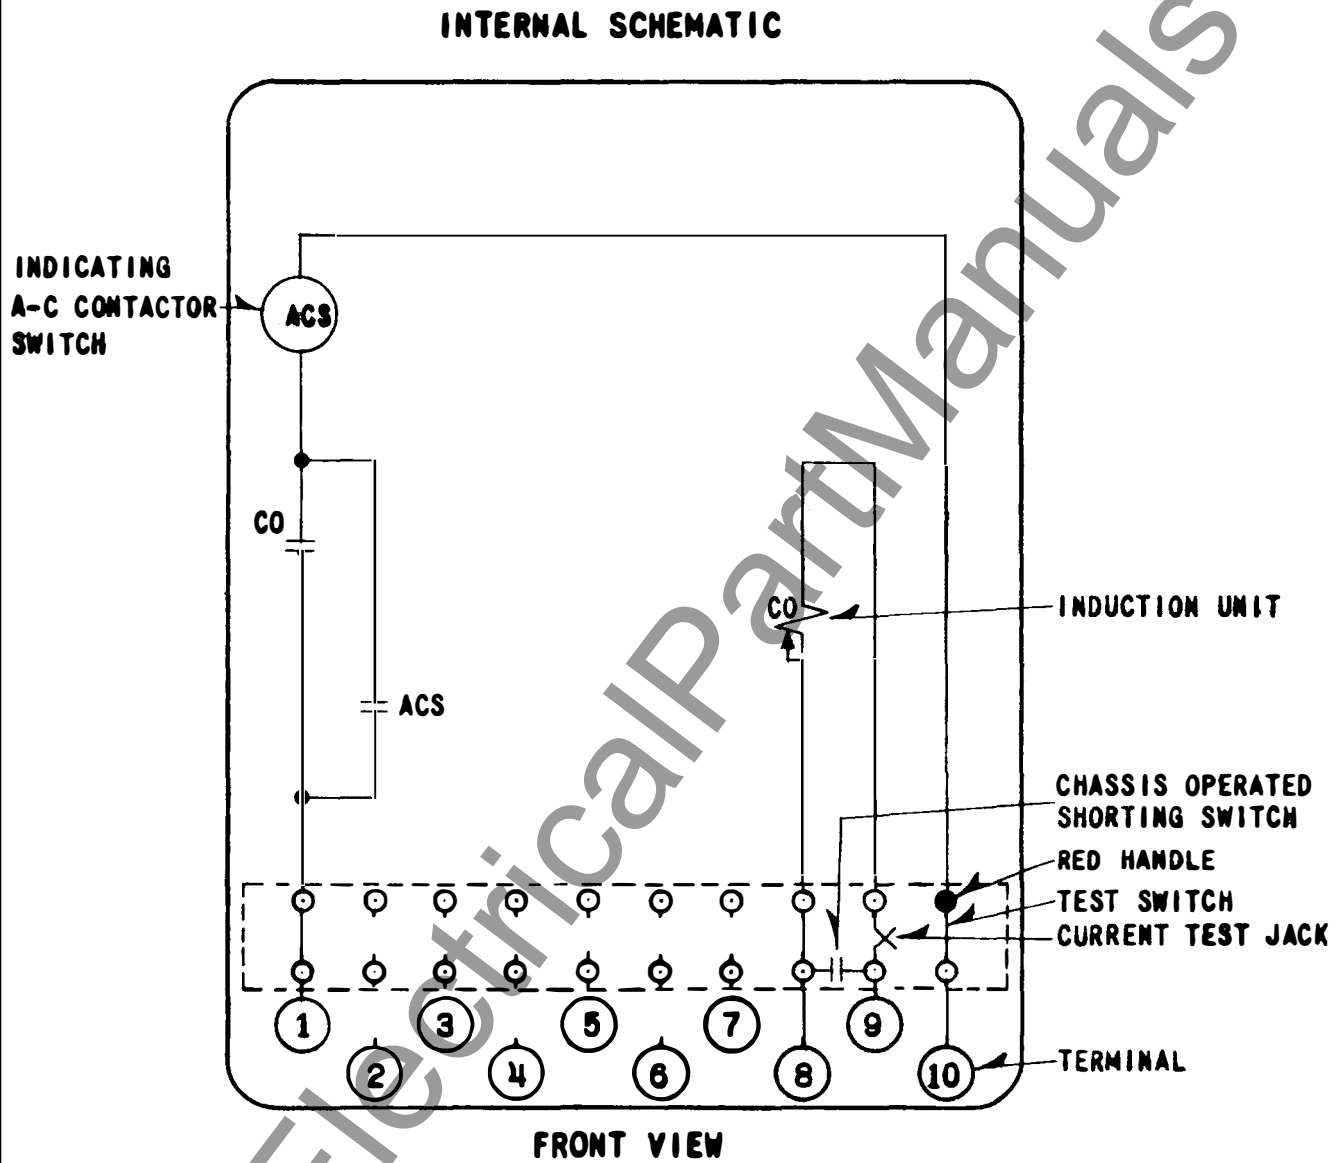 INTERNAL SCHEMATIC
INDICATING
A-C CONTACTOR
SWITCH
ACS
CO
ACS
CO
INDUCTION UNIT
CHASSIS OPERATED
SHORTING SWITCH
RED HANDLE
TEST SWITCH
CURRENT TEST JACK
1
3
5
7
9
2
4
6
8
10
TERMINAL
FRONT VIEW
ElectricalPartManuals